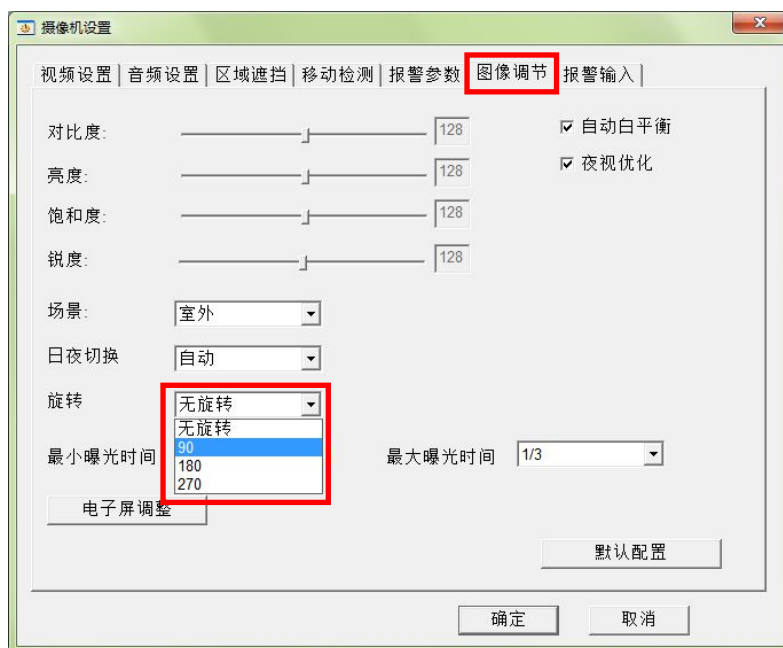 摄像机设置
视频设置 音频设置 区域遮挡 移动检测 报警参数 图像调节 报警输入
对比度: 128 自动白平衡
亮度: 128 夜视优化
饱和度: 128
锐度: 128
场景: 室外
日夜切换 自动
旋转 无旋转
无旋转
90
180
270
最小曝光时间 最大曝光时间 1/3
电子屏调整
默认配置
确定 取消